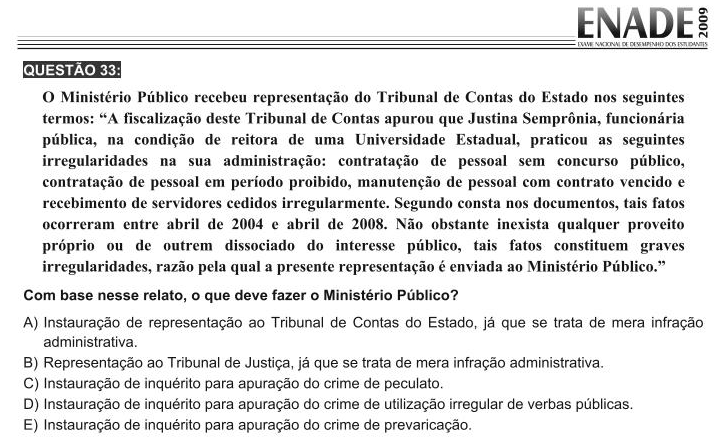 ENADE 2009
EXAME NACIONAL DE DESEMPENHO DOS ESTUDANTES
QUESTÃO 33:
O Ministério Público recebeu representação do Tribunal de Contas do Estado nos seguintes
termos: “A fiscalização deste Tribunal de Contas apurou que Justina Semprônia, funcionária
pública, na condição de reitora de uma Universidade Estadual, praticou as seguintes
irregularidades na sua administração: contratação de pessoal sem concurso público,
contratação de pessoal em período proibido, manutenção de pessoal com contrato vencido e
recebimento de servidores cedidos irregularmente. Segundo consta nos documentos, tais fatos
ocorreram entre abril de 2004 e abril de 2008. Não obstante inexista qualquer proveito
próprio ou de outrem dissociado do interesse público, tais fatos constituem graves
irregularidades, razão pela qual a presente representação é enviada ao Ministério Público.”
Com base nesse relato, o que deve fazer o Ministério Público?
A) Instauração de representação ao Tribunal de Contas do Estado, já que se trata de mera infração
administrativa.
B) Representação ao Tribunal de Justiça, já que se trata de mera infração administrativa.
C) Instauração de inquérito para apuração do crime de peculato.
D) Instauração de inquérito para apuração do crime de utilização irregular de verbas públicas.
E) Instauração de inquérito para apuração do crime de prevaricação.